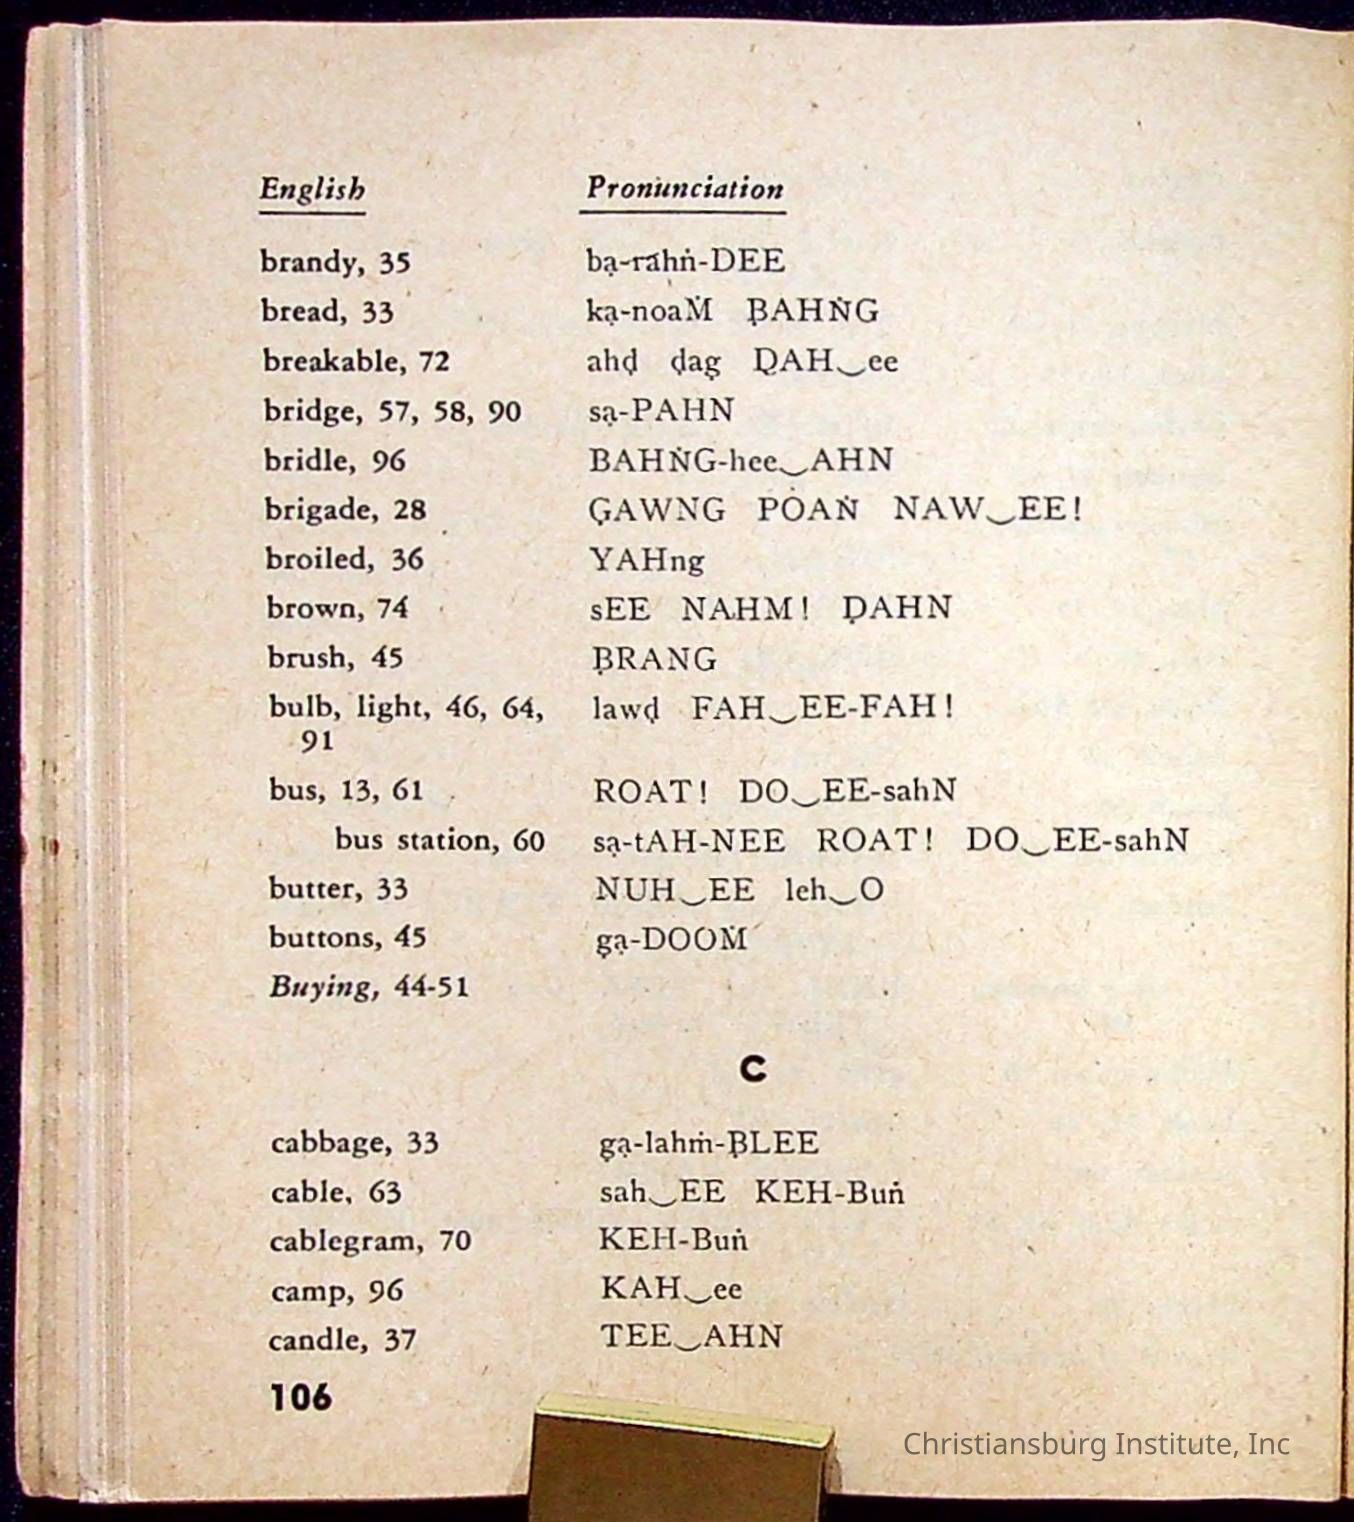 English Pronunciation
brandy, 35 bạ-rahṅ-DEE
bread, 33 kạ-noaṀ ḄAHṄG
breakable, 72 ahḍ ḍag ḌAH‿ee
bridge, 57, 58, 90 sạ-PAHN
bridle, 96 BAHṄG-hee‿AHN
brigade, 28 G̣AWNG PȮAṄ NAW‿EE!
broiled, 36 YAHng
brown, 74 sEE NAHM! ḌAHN
brush, 45 ḄRANG
bulb, light, 46, 64, lawḍ FAH‿EE-FAH!
91
bus, 13, 61 ROAT! DO‿EE-sahN
bus station, 60 sạ-tAH-NEE ROAT! DO‿EE-sahN
butter, 33 NUH‿EE leh‿O
buttons, 45 g̣ạ-DOOṀ
Buying, 44-51
C
cabbage, 33 g̣ạ-lahṁ-ḄLEE
cable, 63 sah‿EE KEH-Buṅ
cablegram, 70 KEH-Buṅ
camp, 96 KAH‿ee
candle, 37 TEE‿AHN
106
Christiansburg Institute, Inc